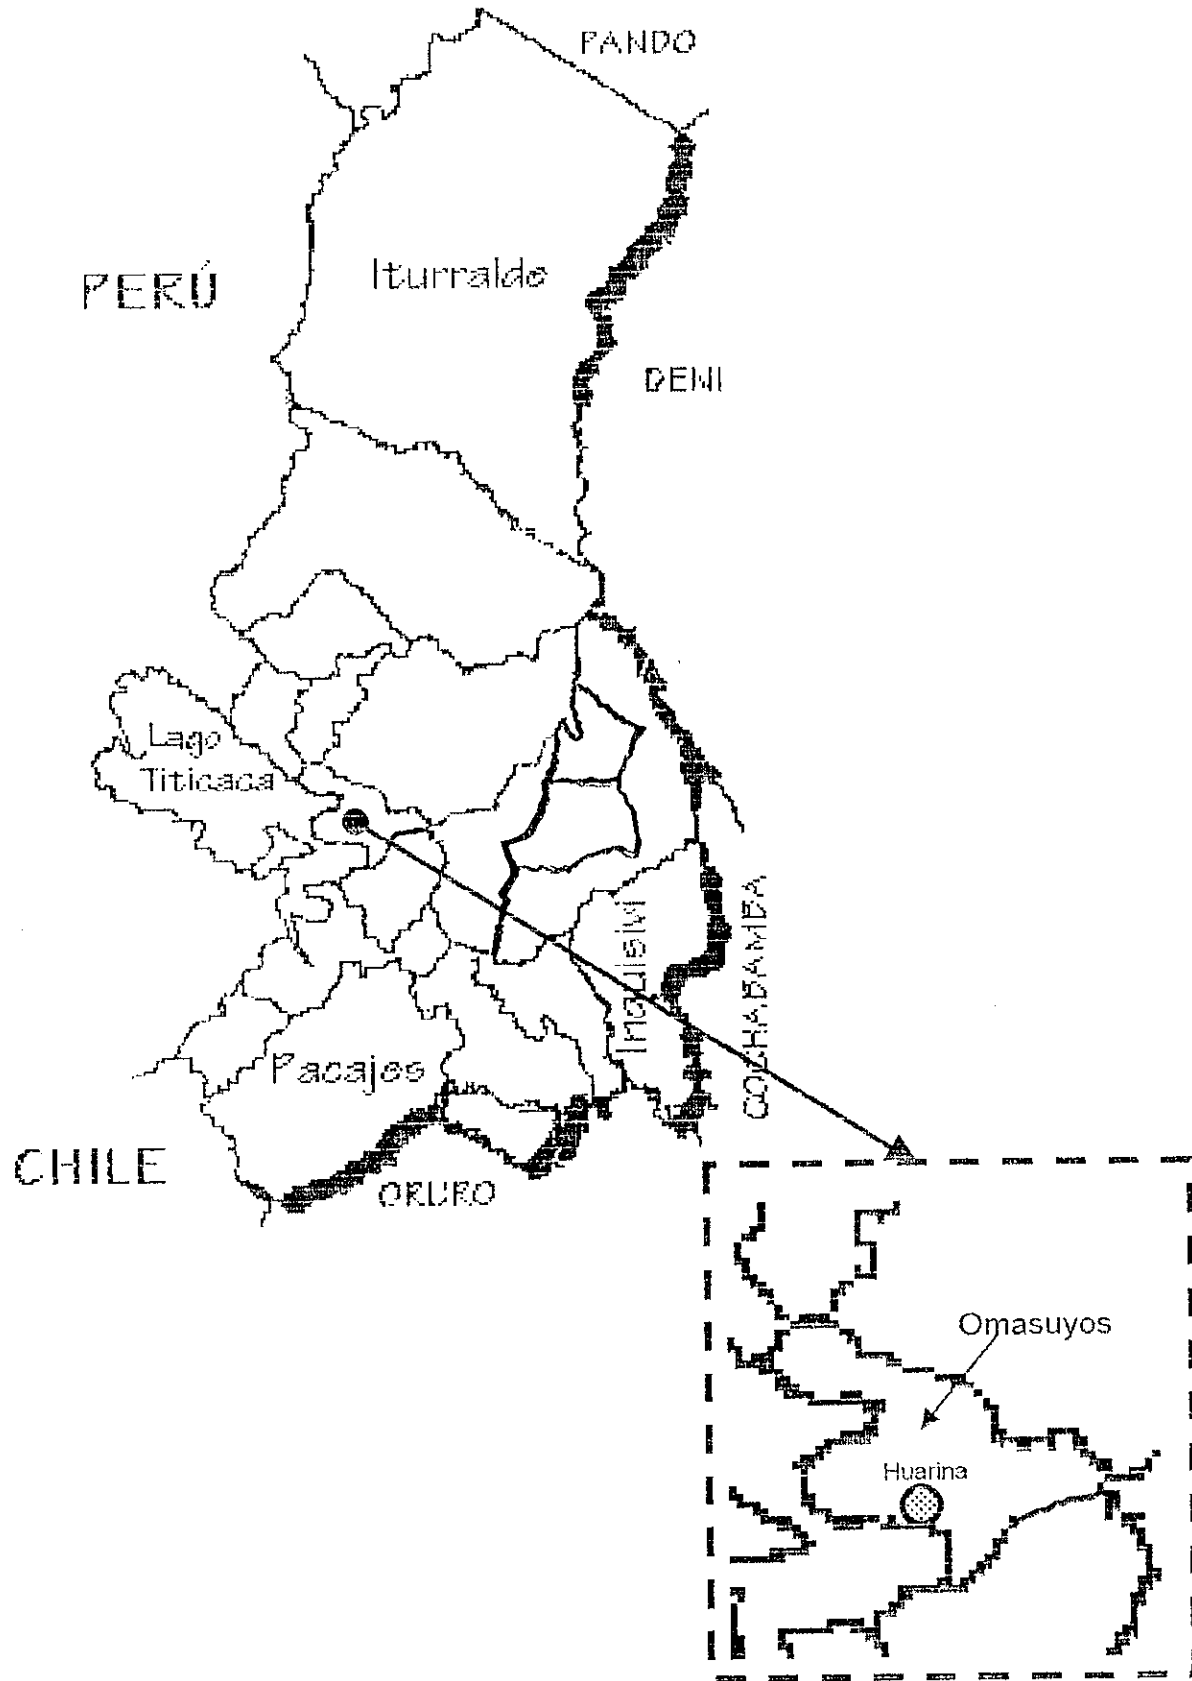 PANDO
PERÚ
Iturralde
BENI
Lago
Titicaca
Inquisivi
COCHABAMBA
Pacajes
CHILE
ORURO
Omasuyos
Huarina